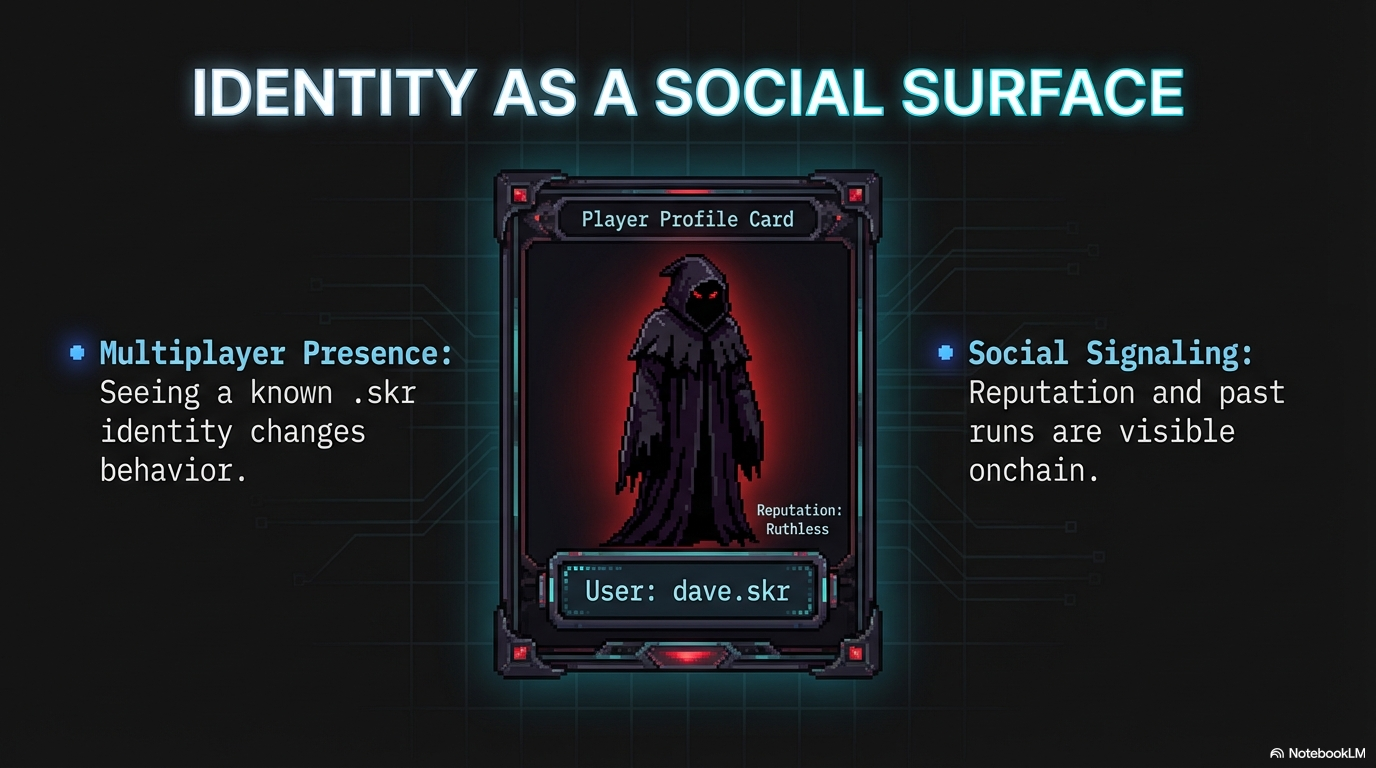 IDENTITY AS A SOCIAL SURFACE
Player Profile Card
Multiplayer Presence:
Seeing a known .skr
identity changes
behavior.
Reputation:
Ruthless
User: dave.skr
Social Signaling:
Reputation and past
runs are visible
onchain.
NotebookLM